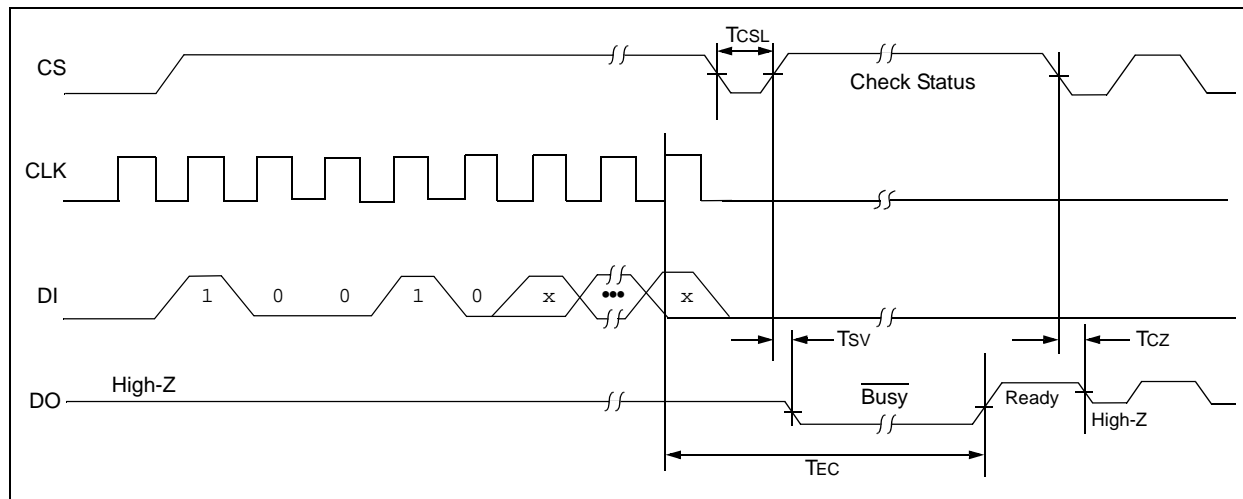 TCSL
CS
Check Status
CLK
DI 1 0 0 1 0 x ••• x
TSV
TCZ
High-Z
DO
Busy
Ready
High-Z
TEC